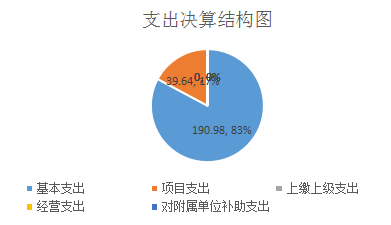 支出决算结构图
0, 0%
39.64, 17%
190.98, 83%
基本支出 项目支出 上缴上级支出
经营支出 对附属单位补助支出